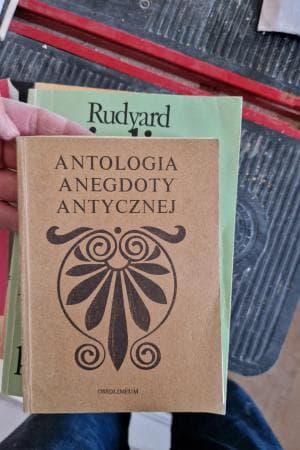 Rudyard
ANTOLOGIA
ANEGDOTY
ANTYCZNEJ
OSSOLINEUM